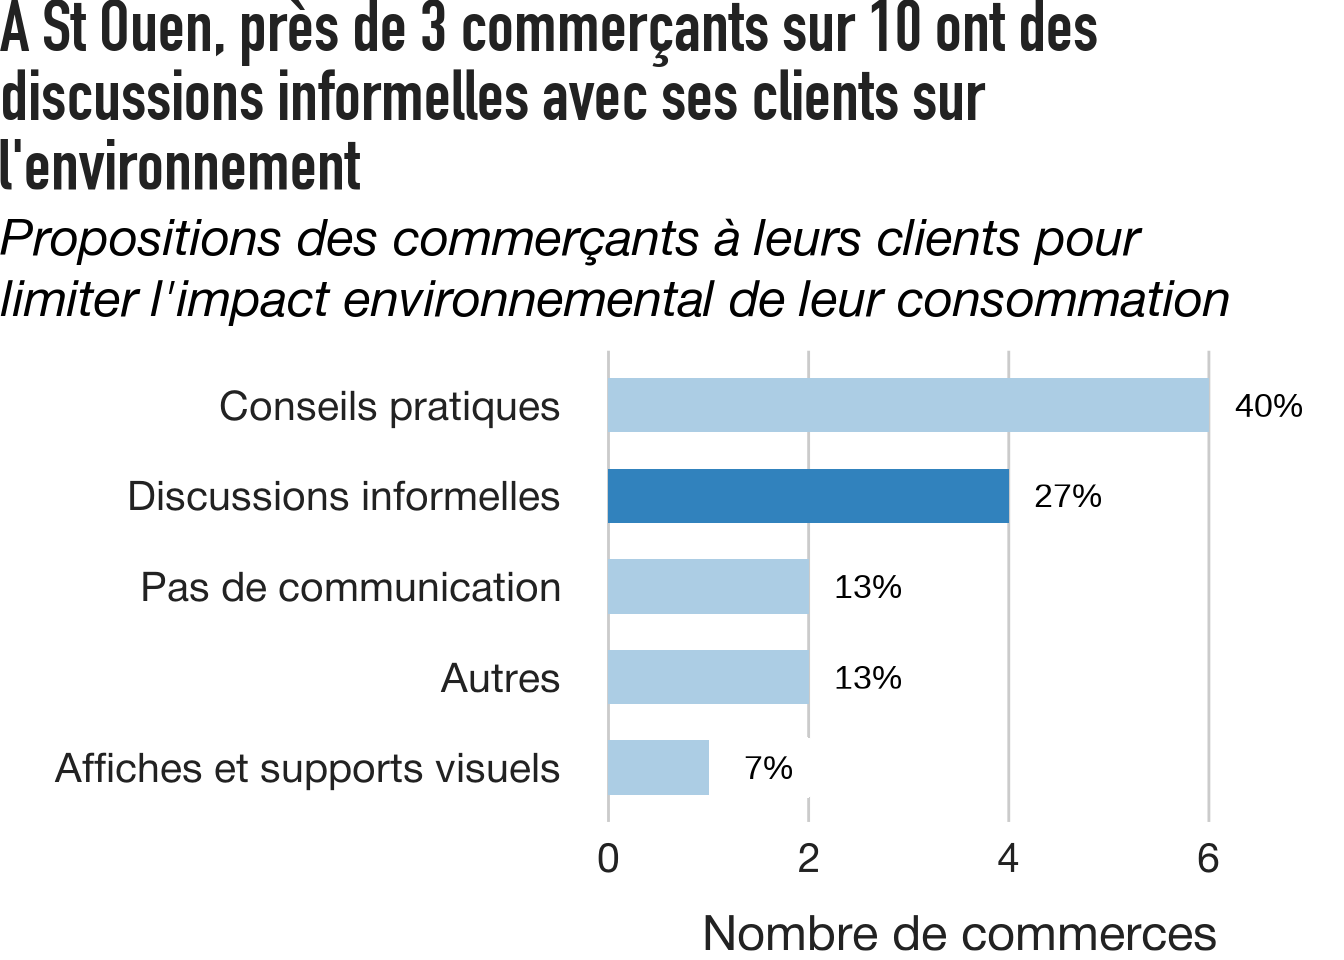 A St Ouen, près de 3 commerçants sur 10 ont des
discussions informelles avec ses clients sur
l'environnement
Propositions des commerçants à leurs clients pour
limiter l'impact environnemental de leur consommation
Conseils pratiques 40%
Discussions informelles 27%
Pas de communication 13%
Autres 13%
Affiches et supports visuels 7%
0 2 4 6
Nombre de commerces